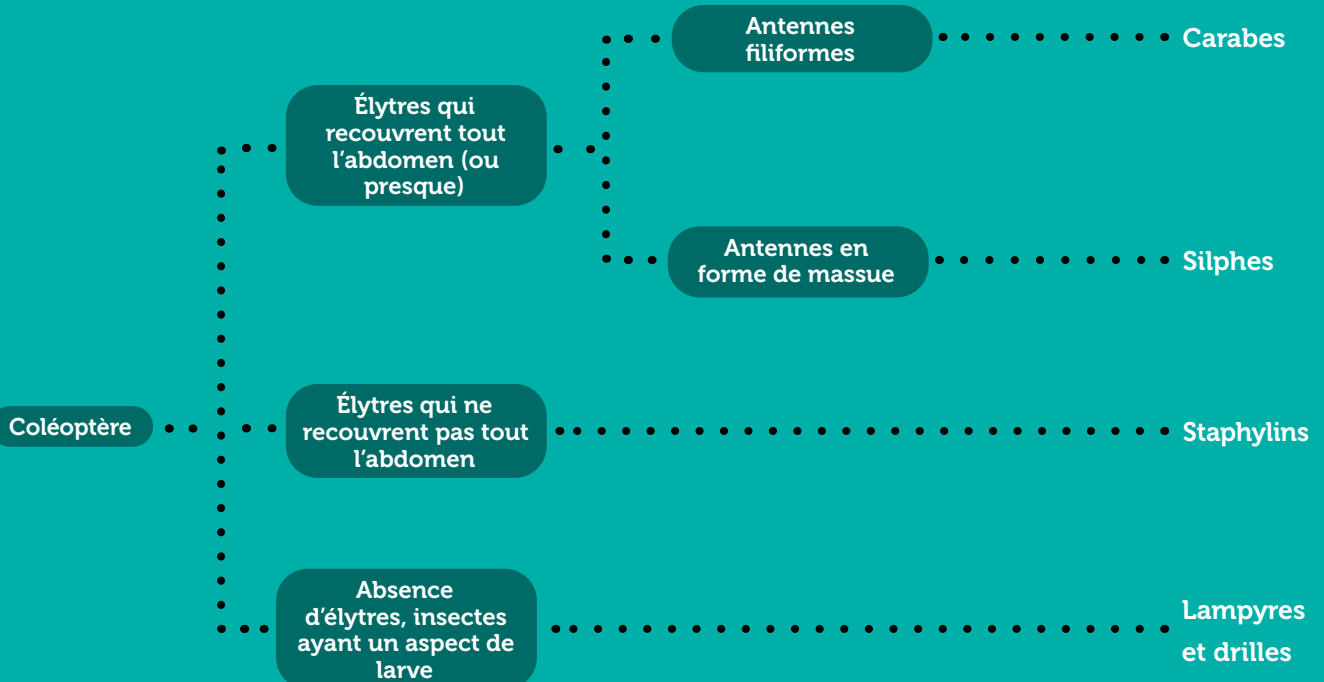 Antennes
filiformes
Carabes
Élytres qui
recouvrent tout
l'abdomen (ou
presque)
Antennes en
forme de massue
Silphes
Coléoptère
Élytres qui ne
recouvrent pas tout
l'abdomen
Staphylins
Absence
d'élytres, insectes
ayant un aspect de
larve
Lampyres
et drilles